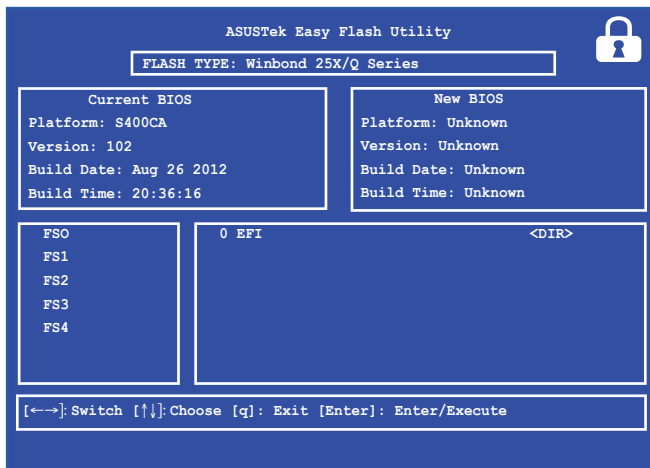 ASUSTek Easy Flash Utility
FLASH TYPE: Winbond 25X/Q Series
Current BIOS
Platform: S400CA
Version: 102
Build Date: Aug 26 2012
Build Time: 20:36:16
New BIOS
Platform: Unknown
Version: Unknown
Build Date: Unknown
Build Time: Unknown
FSO
FS1
FS2
FS3
FS4
0 EFI <DIR>
[←→]: Switch [↑↓]: Choose [q]: Exit [Enter]: Enter/Execute